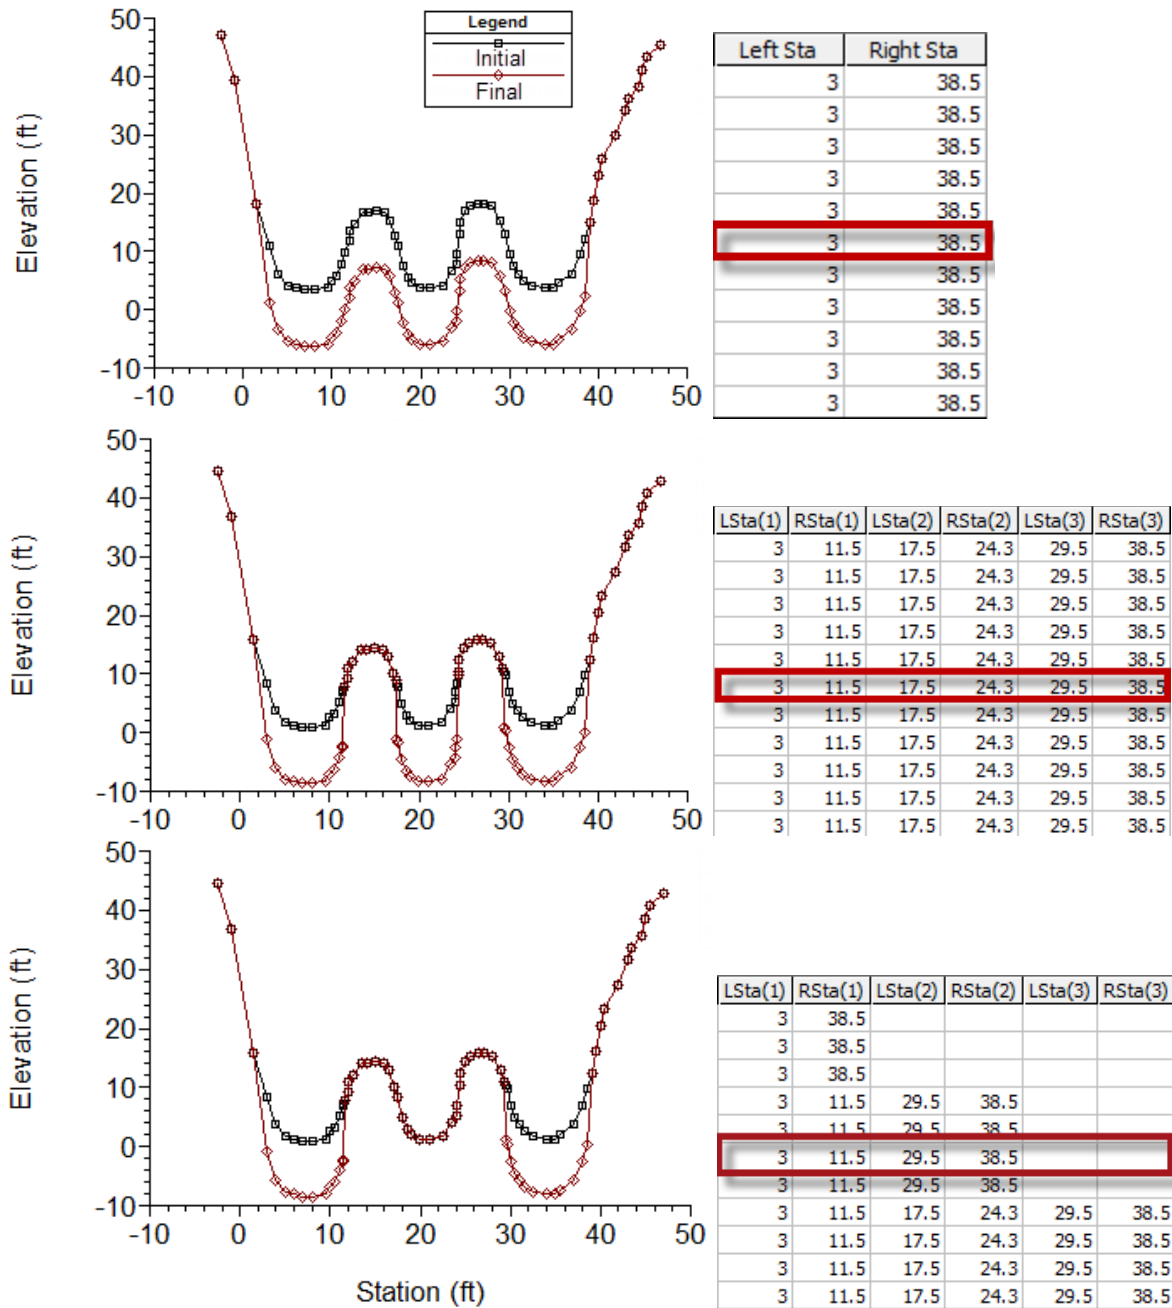 Legend
Initial
Final
Elevation (ft)
50
40
30
20
10
0
-10
-10 0 10 20 30 40 50
Left Sta Right Sta
3 38.5
3 38.5
3 38.5
3 38.5
3 38.5
3 38.5
3 38.5
3 38.5
3 38.5
3 38.5
3 38.5
Elevation (ft)
50
40
30
20
10
0
-10
-10 0 10 20 30 40 50
LSta(1) RSta(1) LSta(2) RSta(2) LSta(3) RSta(3)
3 11.5 17.5 24.3 29.5 38.5
3 11.5 17.5 24.3 29.5 38.5
3 11.5 17.5 24.3 29.5 38.5
3 11.5 17.5 24.3 29.5 38.5
3 11.5 17.5 24.3 29.5 38.5
3 11.5 17.5 24.3 29.5 38.5
3 11.5 17.5 24.3 29.5 38.5
3 11.5 17.5 24.3 29.5 38.5
3 11.5 17.5 24.3 29.5 38.5
3 11.5 17.5 24.3 29.5 38.5
3 11.5 17.5 24.3 29.5 38.5
Elevation (ft)
50
40
30
20
10
0
-10
-10 0 10 20 30 40 50
Station (ft)
LSta(1) RSta(1) LSta(2) RSta(2) LSta(3) RSta(3)
3 38.5
3 38.5
3 38.5
3 11.5 29.5 38.5
3 11.5 29.5 38.5
3 11.5 29.5 38.5
3 11.5 29.5 38.5
3 11.5 17.5 24.3 29.5 38.5
3 11.5 17.5 24.3 29.5 38.5
3 11.5 17.5 24.3 29.5 38.5
3 11.5 17.5 24.3 29.5 38.5